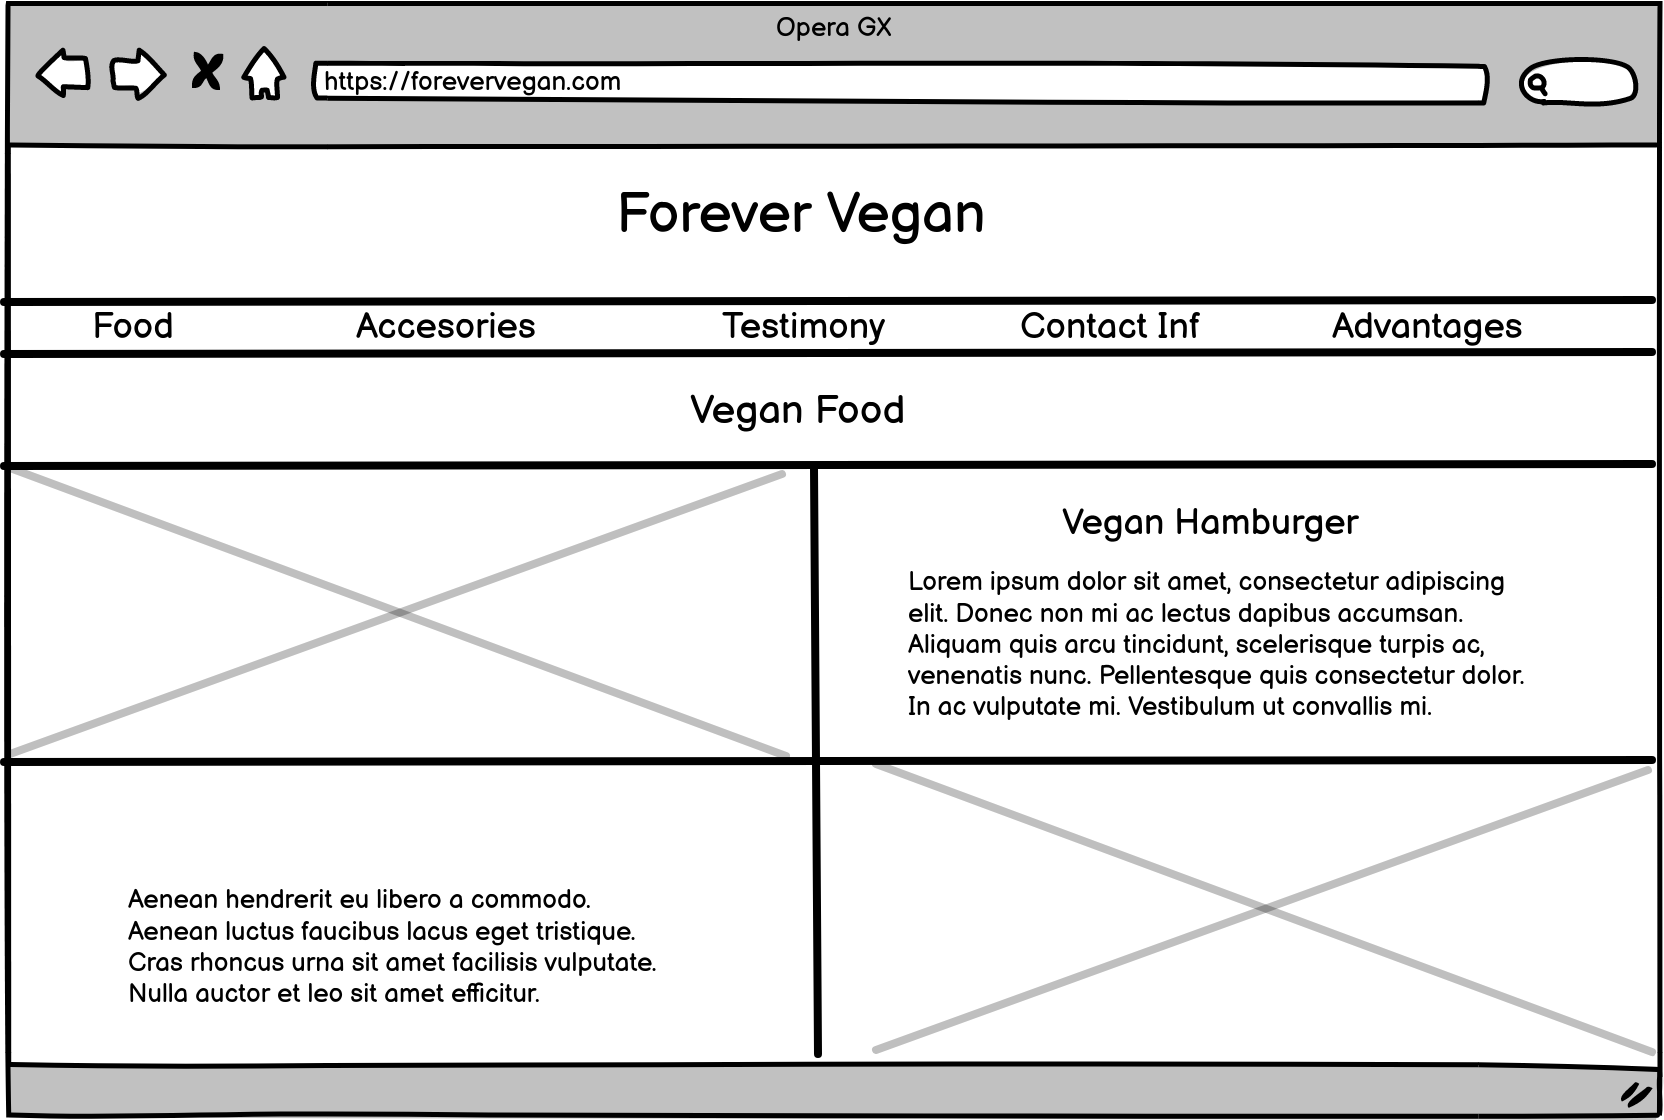 Opera GX
https://forevervegan.com
Forever Vegan
Food Accesories Testimony Contact Inf Advantages
Vegan Food
Vegan Hamburger
Lorem ipsum dolor sit amet, consectetur adipiscing
elit. Donec non mi ac lectus dapibus accumsan.
Aliquam quis arcu tincidunt, scelerisque turpis ac,
venenatis nunc. Pellentesque quis consectetur dolor.
In ac vulputate mi. Vestibulum ut convallis mi.
Aenean hendrerit eu libero a commodo.
Aenean luctus faucibus lacus eget tristique.
Cras rhoncus urna sit amet facilisis vulputate.
Nulla auctor et leo sit amet efficitur.